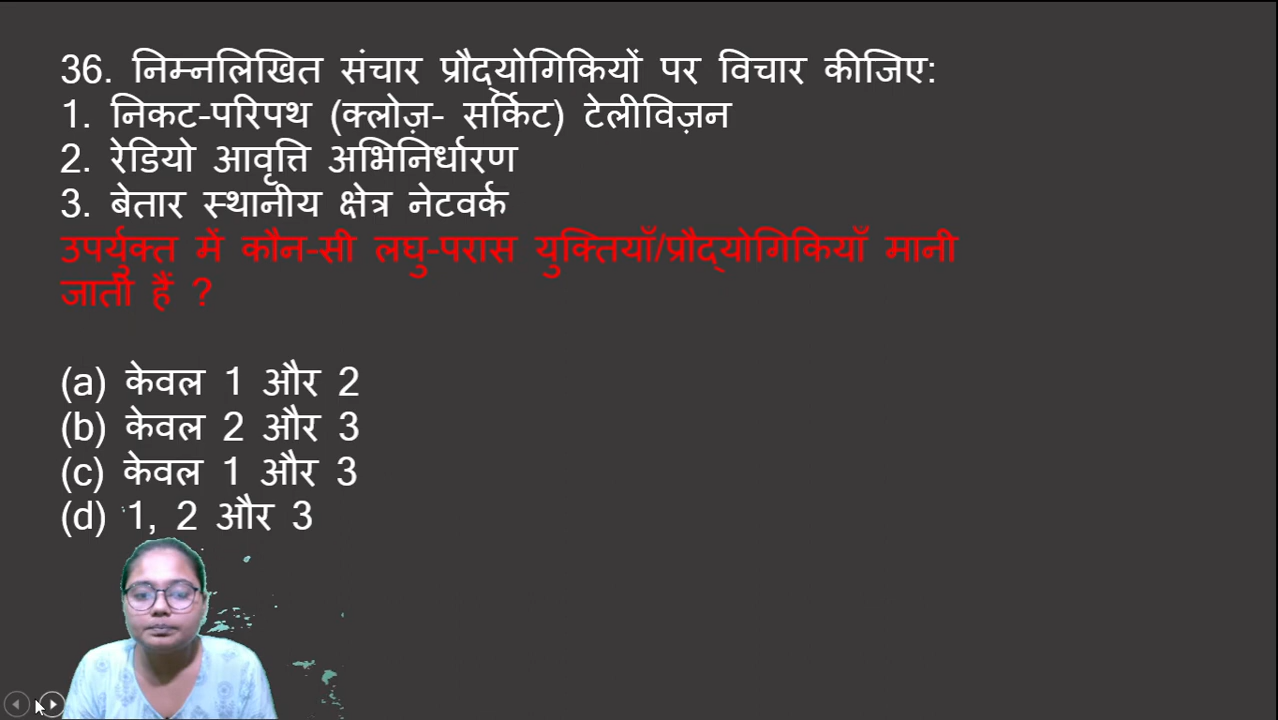 36. निम्नलिखित संचार प्रौद्योगिकियों पर विचार कीजिए:
1. निकट-परिपथ (क्लोज़- सर्किट) टेलीविज़न
2. रेडियो आवृत्ति अभिनिर्धारण
3. बेतार स्थानीय क्षेत्र नेटवर्क
उपर्युक्त में कौन-सी लघु-परास युक्तियाँ/प्रौद्योगिकियाँ मानी
जाती हैं ?
(a) केवल 1 और 2
(b) केवल 2 और 3
(c) केवल 1 और 3
(d) 1, 2 और 3